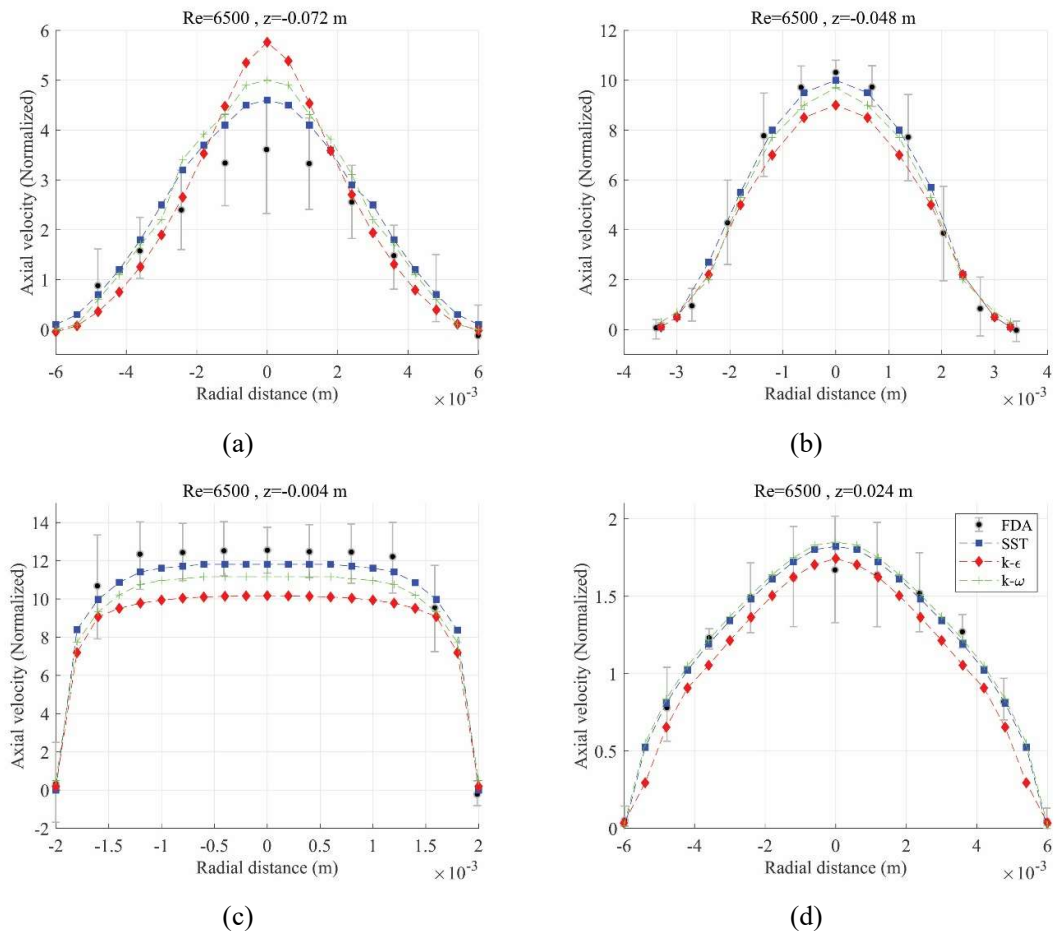 Re=6500 , z=-0.072 m
6
5
4
3
2
1
0
Axial velocity (Normalized)
-6 -4 -2 0 2 4 6
Radial distance (m)
×10⁻³
(a)
Re=6500 , z=-0.048 m
12
10
8
6
4
2
0
Axial velocity (Normalized)
-4 -3 -2 -1 0 1 2 3 4
Radial distance (m)
×10⁻³
(b)
Re=6500 , z=-0.004 m
14
12
10
8
6
4
2
0
-2
Axial velocity (Normalized)
-2 -1.5 -1 -0.5 0 0.5 1 1.5 2
Radial distance (m)
×10⁻³
(c)
Re=6500 , z=0.024 m
2
1.5
1
0.5
0
Axial velocity (Normalized)
FDA
SST
k-ϵ
k-ω
-6 -4 -2 0 2 4 6
Radial distance (m)
×10⁻³
(d)